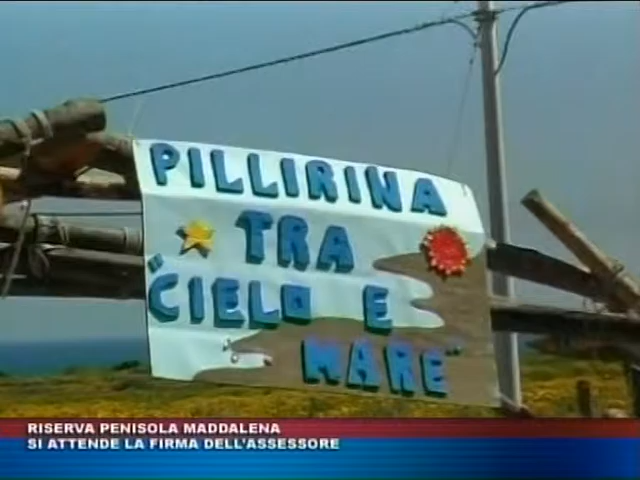 PILLIRINA
TRA
"CIELO E
MARE"
RISERVA PENISOLA MADDALENA
SI ATTENDE LA FIRMA DELL'ASSESSORE